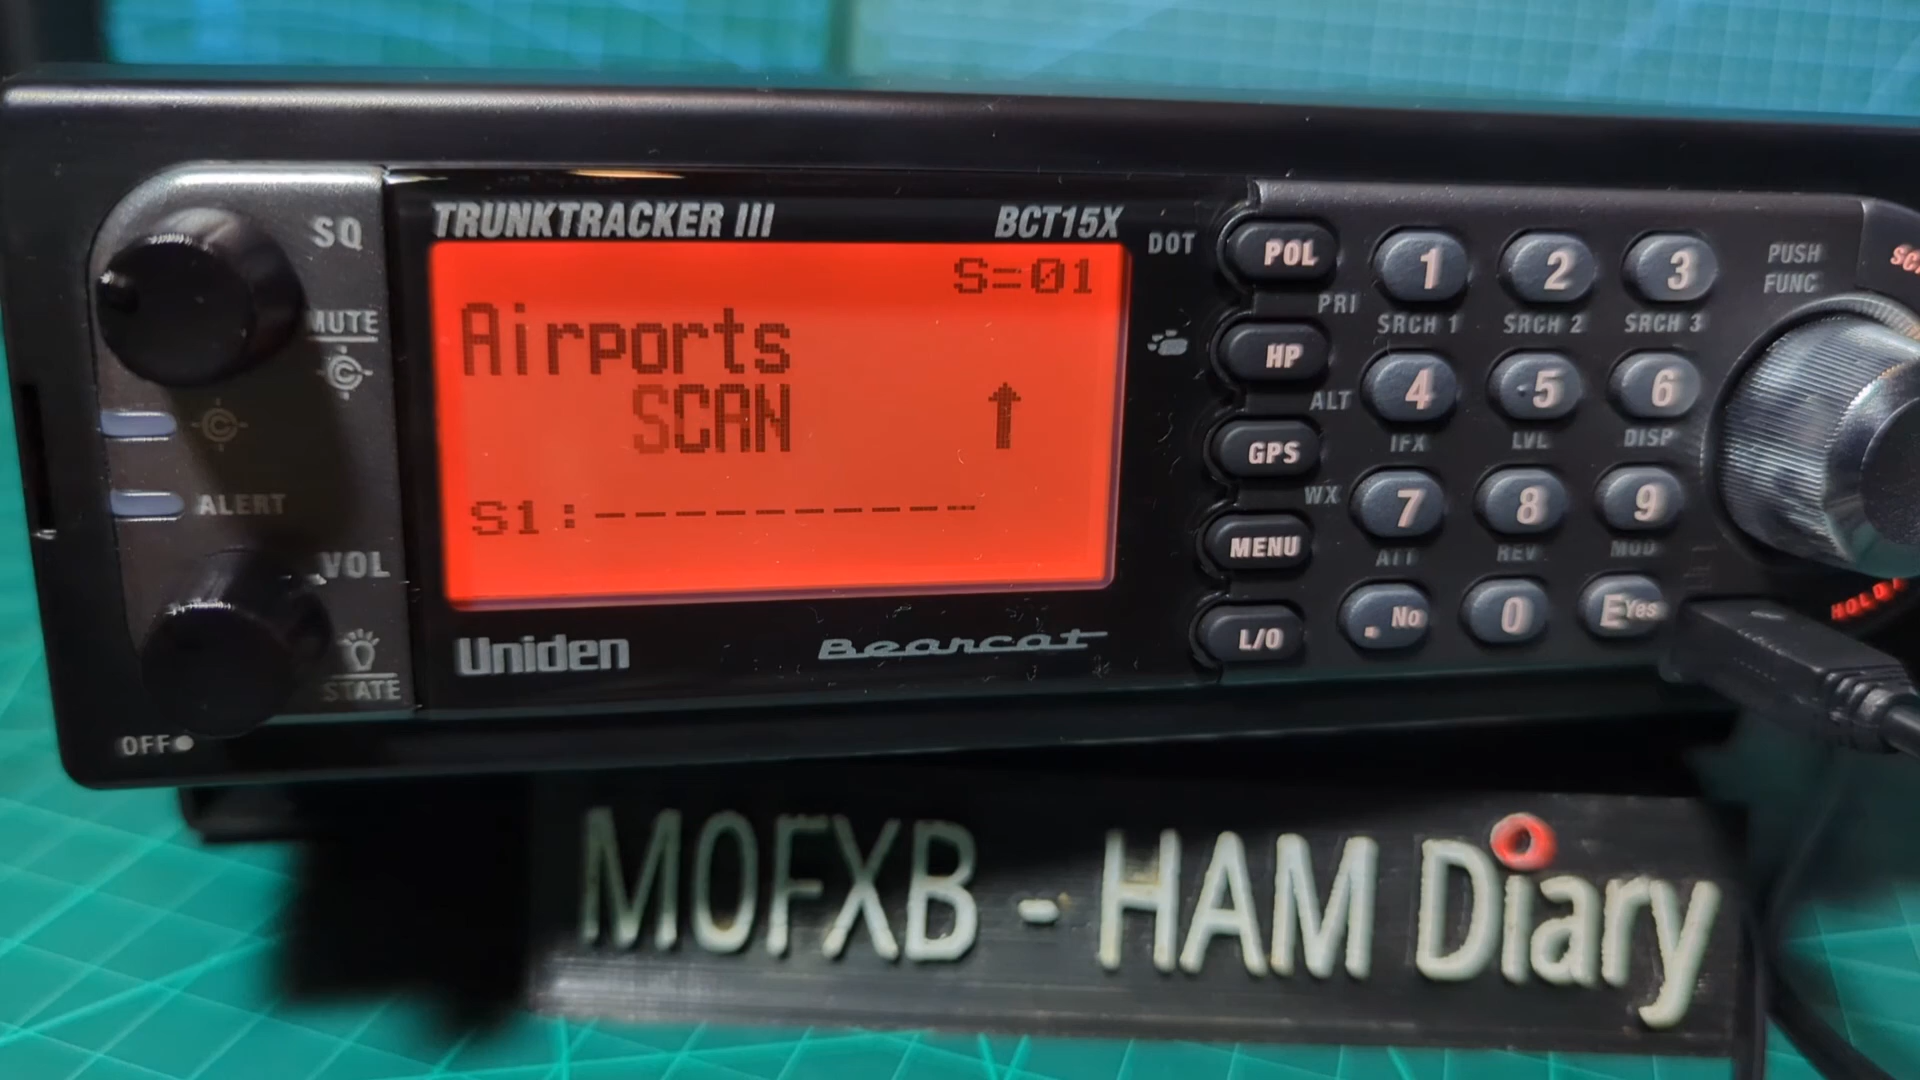 TRUNKTRACKER III BCT15X
S=01
Airports
SCAN ↑
S1:----------
Uniden Bearcat
SQ
MUTE
ALERT
VOL
STATE
OFF
DOT
POL
PRI
HP
ALT
GPS
WX
MENU
L/O
1 2 3
SRCH 1 SRCH 2 SRCH 3
4 5 6
IFX LVL DISP
7 8 9
ATT REV MOD
. No 0 E Yes
PUSH
FUNC
HOLD
M0FXB - HAM Diary